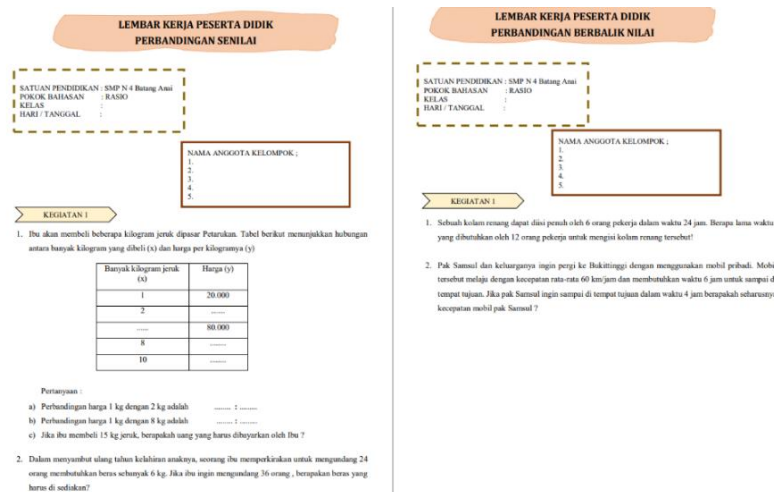 LEMBAR KERJA PESERTA DIDIK
PERBANDINGAN SENILAI
SATUAN PENDIDIKAN : SMP N 4 Batang Anai
POKOK BAHASAN : RASIO
KELAS :
HARI / TANGGAL :
NAMA ANGGOTA KELOMPOK ;
1.
2.
3.
4.
5.
KEGIATAN 1
1. Ibu akan membeli beberapa kilogram jeruk dipasar Petarukan. Tabel berikut menunjukkan hubungan
antara banyak kilogram yang dibeli (x) dan harga per kilogramya (y)
Banyak kilogram jeruk (x) Harga (y)
1 20.000
2 .......
..... 80.000
8 ........
10 ........
Pertanyaan :
a) Perbandingan harga 1 kg dengan 2 kg adalah ........ : ........
b) Perbandingan harga 1 kg dengan 8 kg adalah ........ : ........
c) Jika ibu membeli 15 kg jeruk, berapakah uang yang harus dibayarkan oleh Ibu ?
2. Dalam menyambut ulang tahun kelahiran anaknya, seorang ibu memperkirakan untuk mengundang 24
orang membutuhkan beras sebanyak 6 kg. Jika ibu ingin mengundang 36 orang , berapakan beras yang
harus di sediakan?
LEMBAR KERJA PESERTA DIDIK
PERBANDINGAN BERBALIK NILAI
SATUAN PENDIDIKAN : SMP N 4 Batang Anai
POKOK BAHASAN : RASIO
KELAS :
HARI / TANGGAL :
NAMA ANGGOTA KELOMPOK ;
1.
2.
3.
4.
5.
KEGIATAN 1
1. Sebuah kolam renang dapat diisi penuh oleh 6 orang pekerja dalam waktu 24 jam. Berapa lama waktu
yang dibutuhkan oleh 12 orang pekerja untuk mengisi kolam renang tersebut!
2. Pak Samsul dan keluarganya ingin pergi ke Bukittinggi dengan menggunakan mobil pribadi. Mobi
tersebut melaju dengan kecepatan rata-rata 60 km/jam dan membutuhkan waktu 6 jam untuk sampai d
tempat tujuan. Jika pak Samsul ingin sampai di tempat tujuan dalam waktu 4 jam berapakah seharusny
kecepatan mobil pak Samsul ?